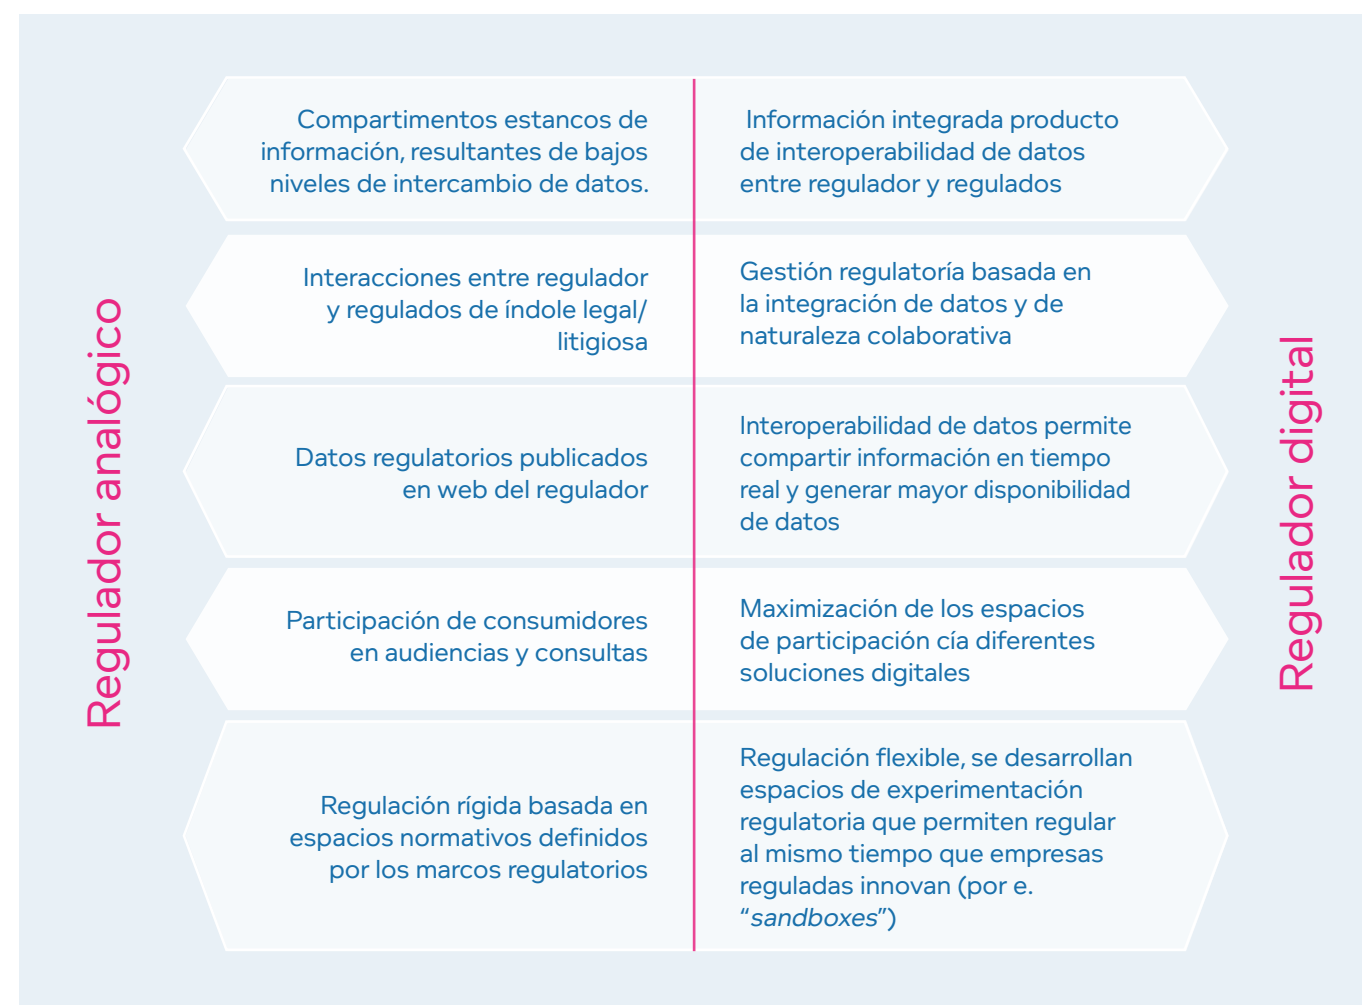 Regulador analógico
Compartimentos estancos de
información, resultantes de bajos
niveles de intercambio de datos.
Información integrada producto
de interoperabilidad de datos
entre regulador y regulados
Interacciones entre regulador
y regulados de índole legal/
litigiosa
Gestión regulatoría basada en
la integración de datos y de
naturaleza colaborativa
Datos regulatorios publicados
en web del regulador
Interoperabilidad de datos permite
compartir información en tiempo
real y generar mayor disponibilidad
de datos
Participación de consumidores
en audiencias y consultas
Maximización de los espacios
de participación cía diferentes
soluciones digitales
Regulación rígida basada en
espacios normativos definidos
por los marcos regulatorios
Regulación flexible, se desarrollan
espacios de experimentación
regulatoria que permiten regular
al mismo tiempo que empresas
reguladas innovan (por e.
“sandboxes”)
Regulador digital